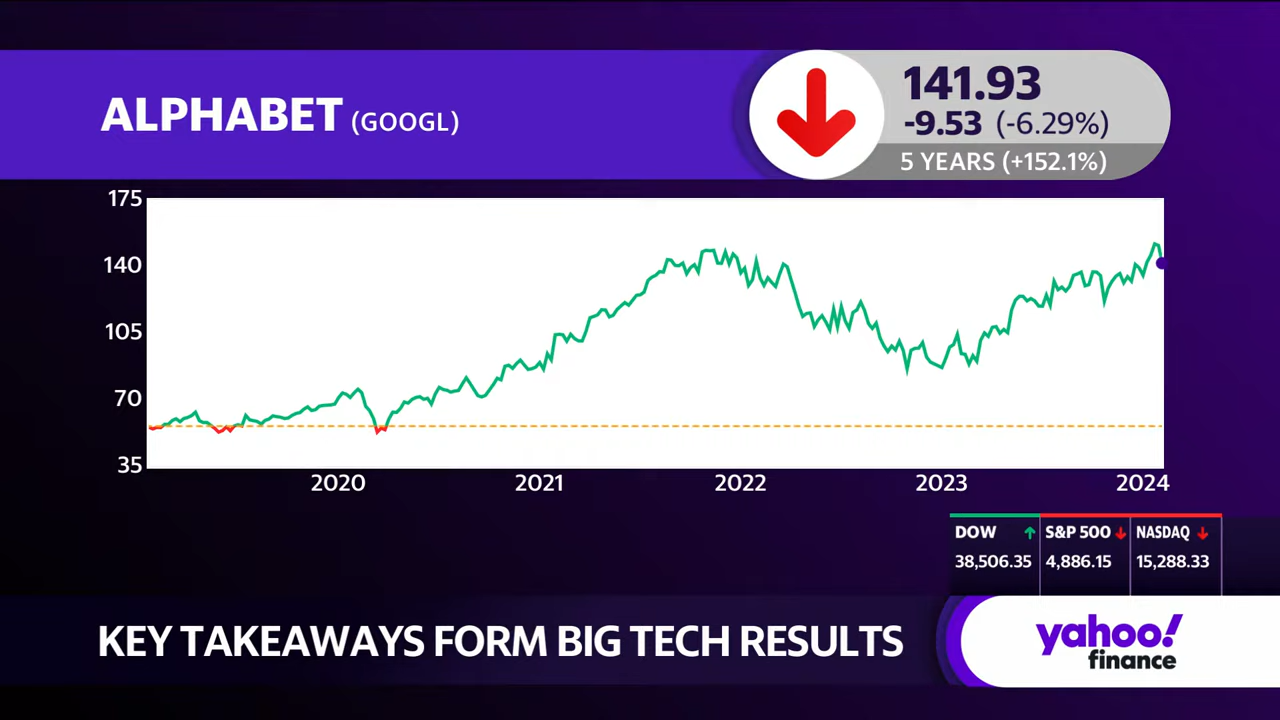 ALPHABET (GOOGL)
141.93
-9.53 (-6.29%)
5 YEARS (+152.1%)
175
140
105
70
35
2020 2021 2022 2023 2024
DOW S&P 500 NASDAQ
38,506.35 4,886.15 15,288.33
KEY TAKEAWAYS FORM BIG TECH RESULTS
yahoo!
finance